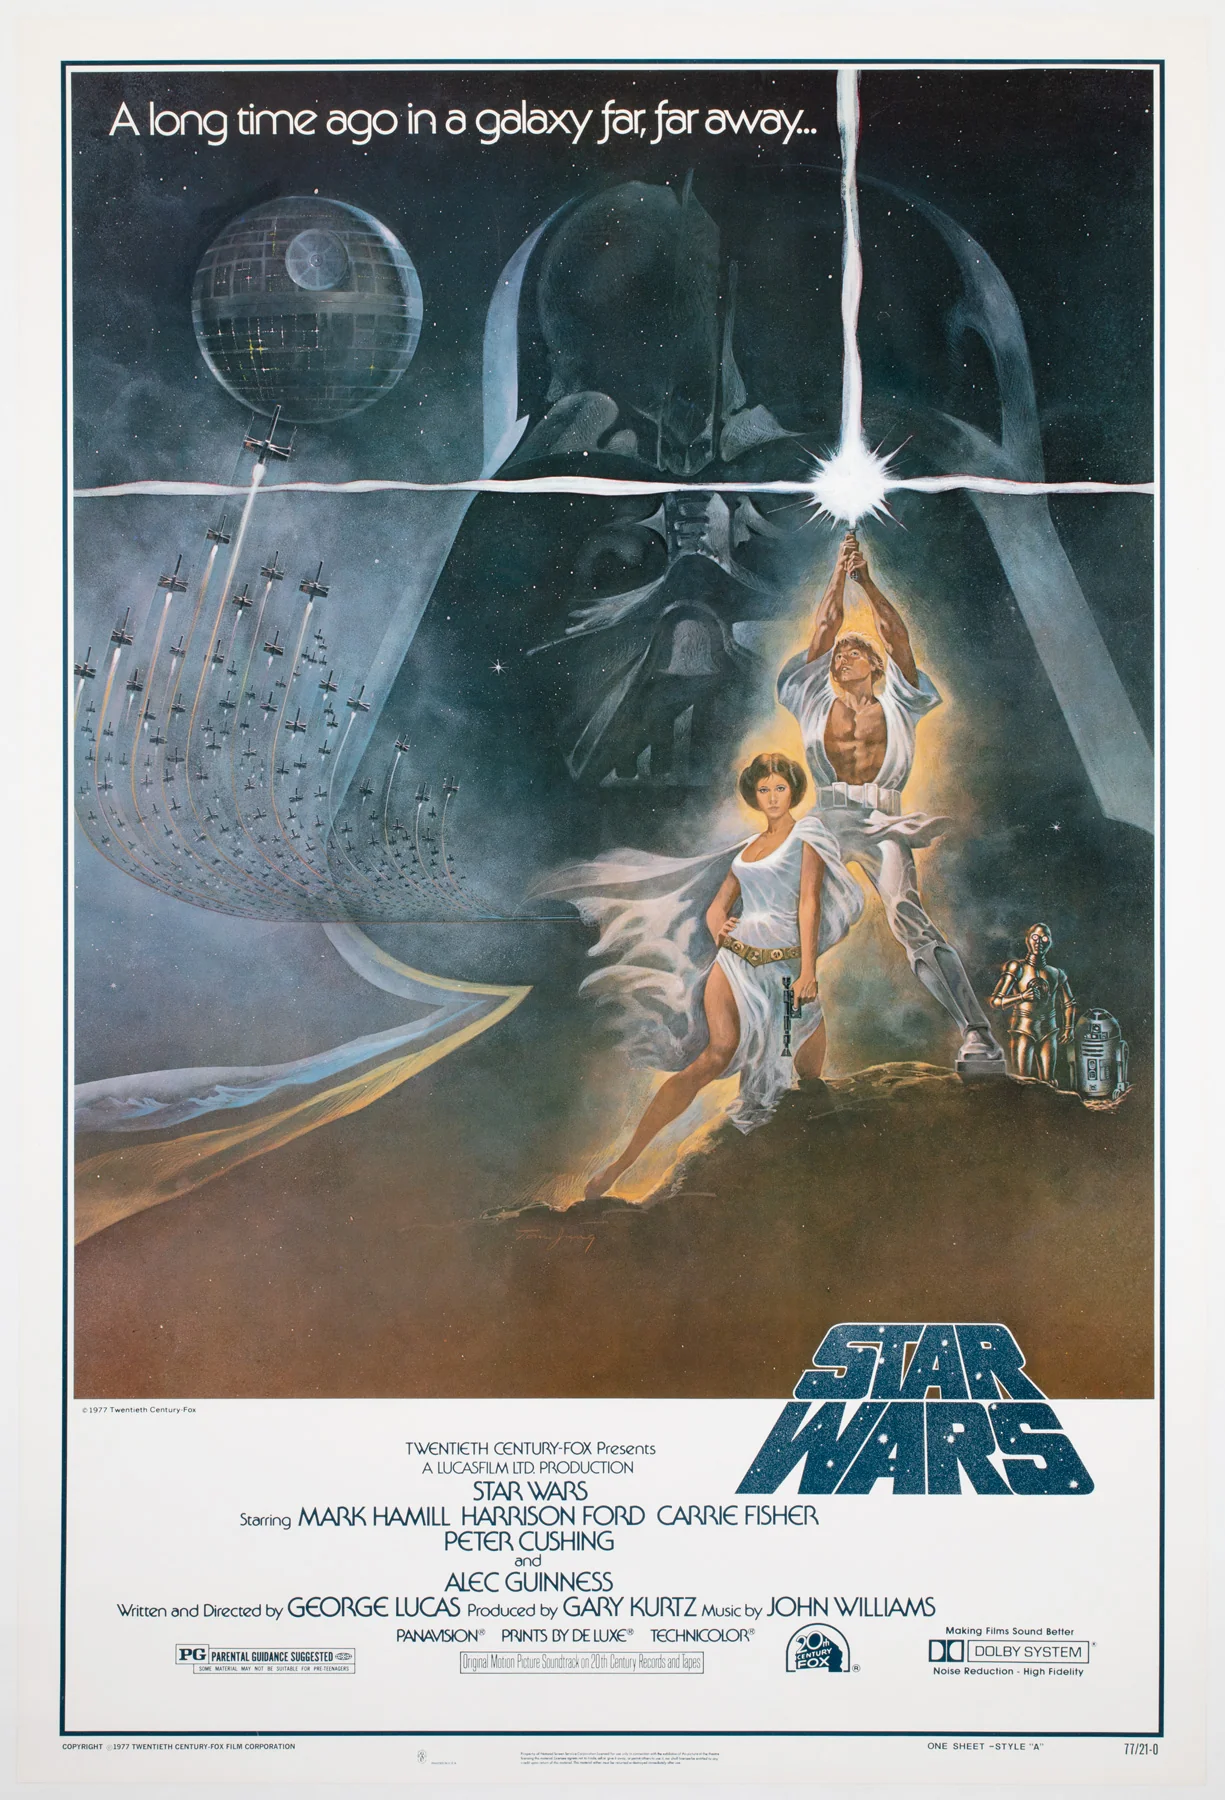 A long time ago in a galaxy far, far away...
STAR
WARS
©1977 Twentieth Century-Fox
TWENTIETH CENTURY-FOX Presents
A LUCASFILM LTD. PRODUCTION
STAR WARS
Starring MARK HAMILL HARRISON FORD CARRIE FISHER
PETER CUSHING
and
ALEC GUINNESS
Written and Directed by GEORGE LUCAS Produced by GARY KURTZ Music by JOHN WILLIAMS
PANAVISION® PRINTS BY DE LUXE® TECHNICOLOR®
PG PARENTAL GUIDANCE SUGGESTED
SOME MATERIAL MAY NOT BE SUITABLE FOR PRE-TEENAGERS
Original Motion Picture Soundtrack on 20th Century Records and Tapes
20th
CENTURY
FOX ®
Making Films Sound Better
DOLBY SYSTEM ®
Noise Reduction - High Fidelity
COPYRIGHT ©1977 TWENTIETH CENTURY-FOX FILM CORPORATION
ONE SHEET -STYLE "A"
77/21-0